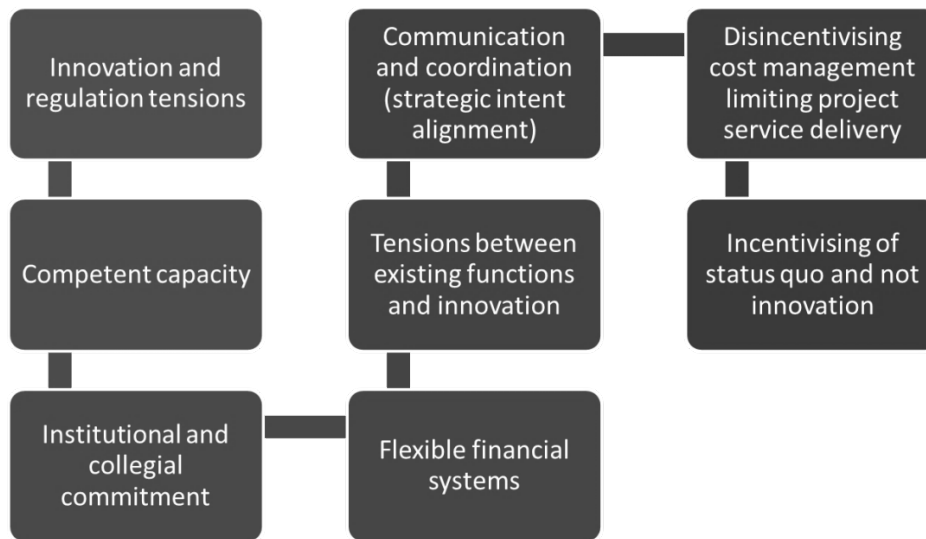 Innovation and
regulation tensions
Competent capacity
Institutional and
collegial
commitment
Flexible financial
systems
Tensions between
existing functions
and innovation
Communication
and coordination
(strategic intent
alignment)
Disincentivising
cost management
limiting project
service delivery
Incentivising of
status quo and not
innovation